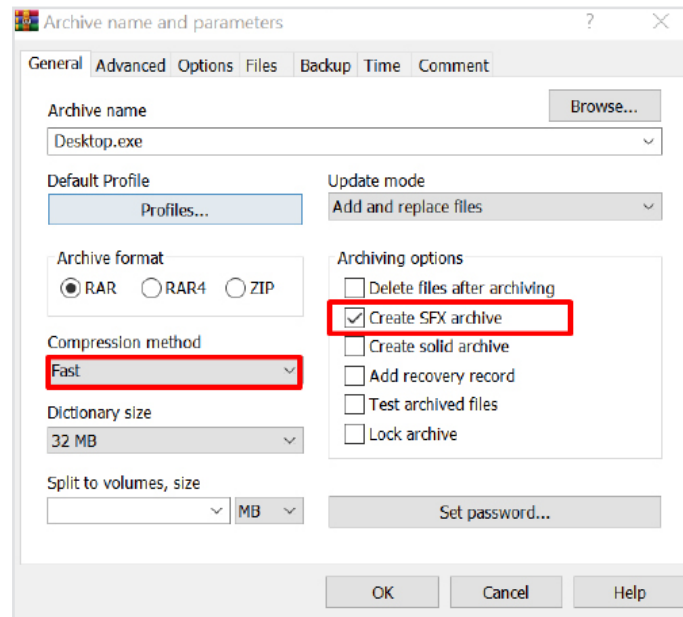 Archive name and parameters
?
General Advanced Options Files Backup Time Comment
Archive name
Browse...
Desktop.exe
Default Profile
Profiles...
Update mode
Add and replace files
Archive format
RAR RAR4 ZIP
Compression method
Fast
Dictionary size
32 MB
Split to volumes, size
MB
Archiving options
Delete files after archiving
Create SFX archive
Create solid archive
Add recovery record
Test archived files
Lock archive
Set password...
OK Cancel Help